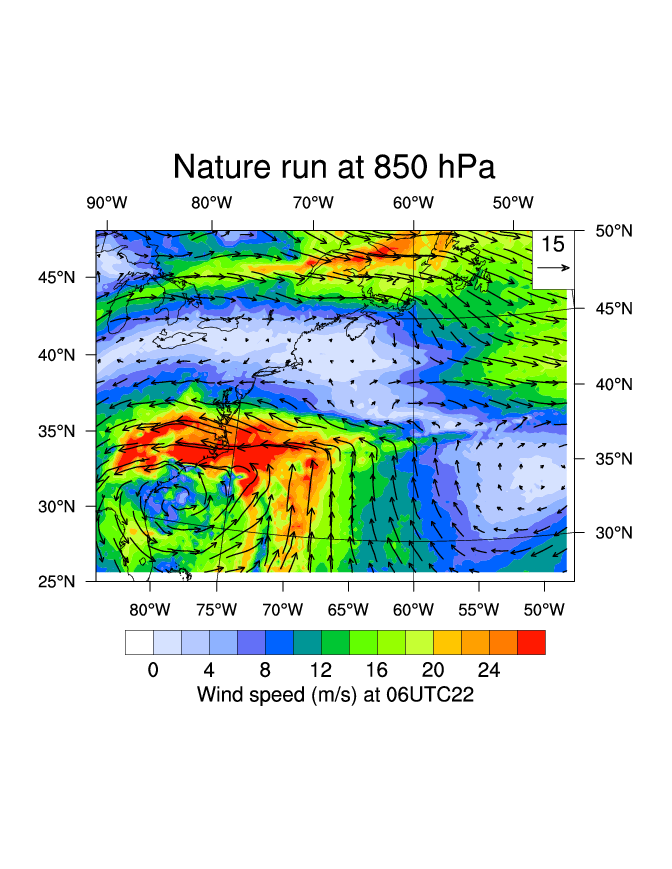 Nature run at 850 hPa
90°W 80°W 70°W 60°W 50°W
15
50°N
45°N
45°N
40°N
40°N
35°N
35°N
30°N
30°N
25°N
80°W 75°W 70°W 65°W 60°W 55°W 50°W
0 4 8 12 16 20 24
Wind speed (m/s) at 06UTC22